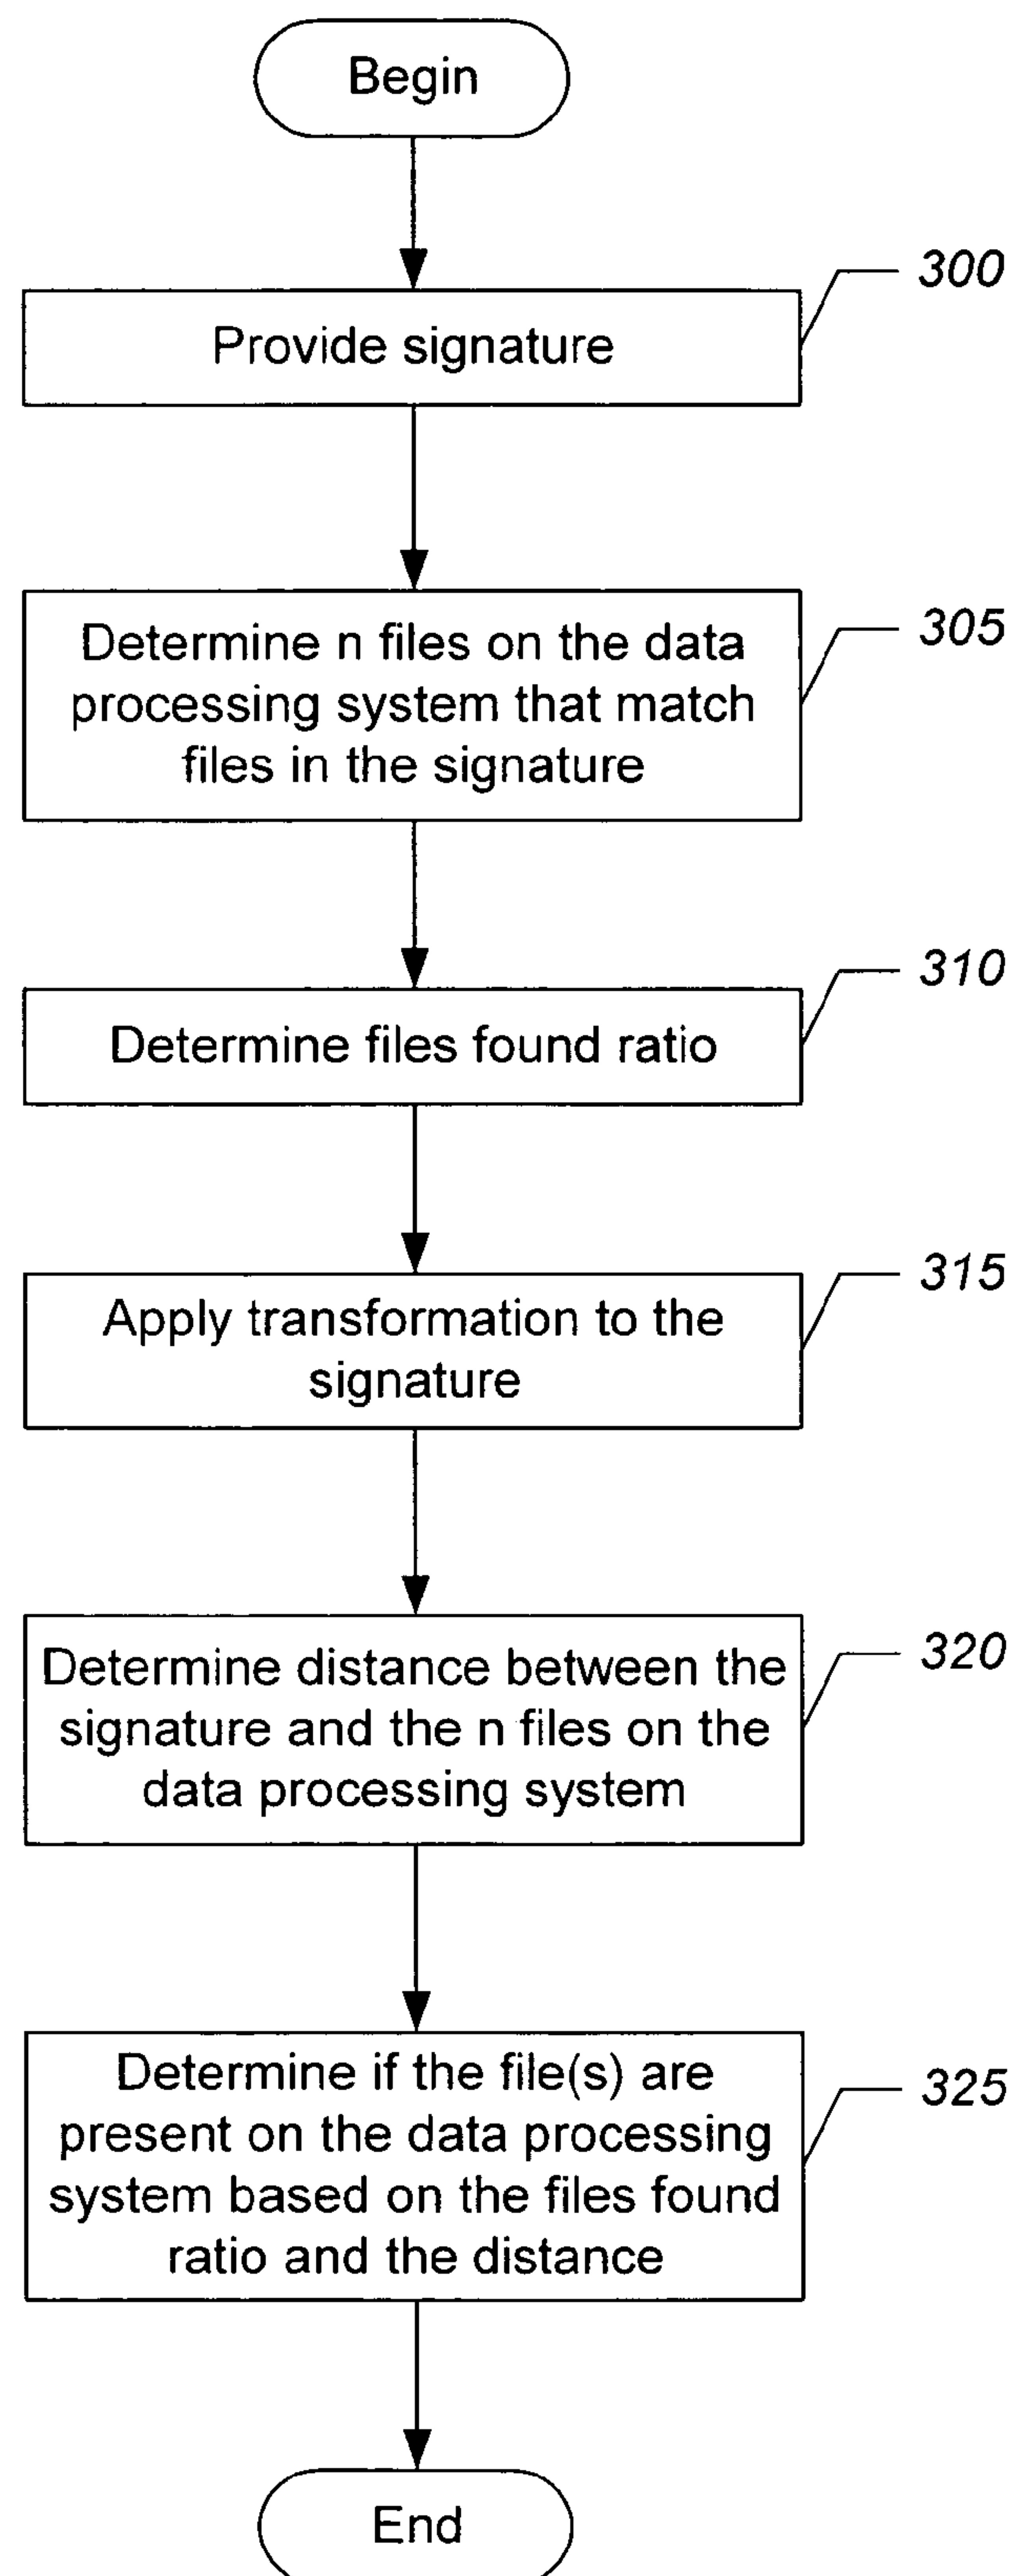 Begin
300
Provide signature
305
Determine n files on the data
processing system that match
files in the signature
310
Determine files found ratio
315
Apply transformation to the
signature
320
Determine distance between the
signature and the n files on the
data processing system
325
Determine if the file(s) are
present on the data processing
system based on the files found
ratio and the distance
End